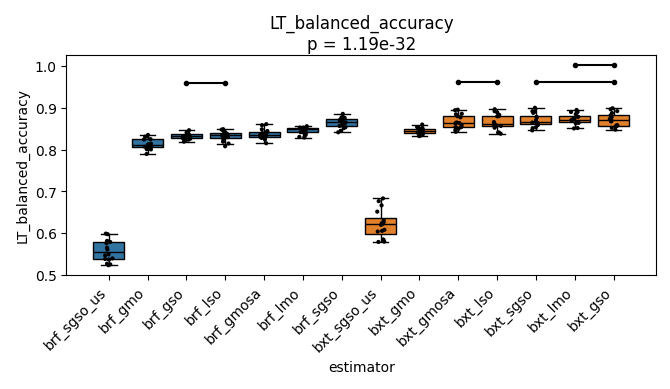 LT_balanced_accuracy
p = 1.19e-32
LT_balanced_accuracy
1.0
0.9
0.8
0.7
0.6
0.5
brf_sgso_us
brf_gmo
brf_gso
brf_lso
brf_gmosa
brf_lmo
brf_sgso
bxt_sgso_us
bxt_gmo
bxt_gmosa
bxt_lso
bxt_sgso
bxt_lmo
bxt_gso
estimator